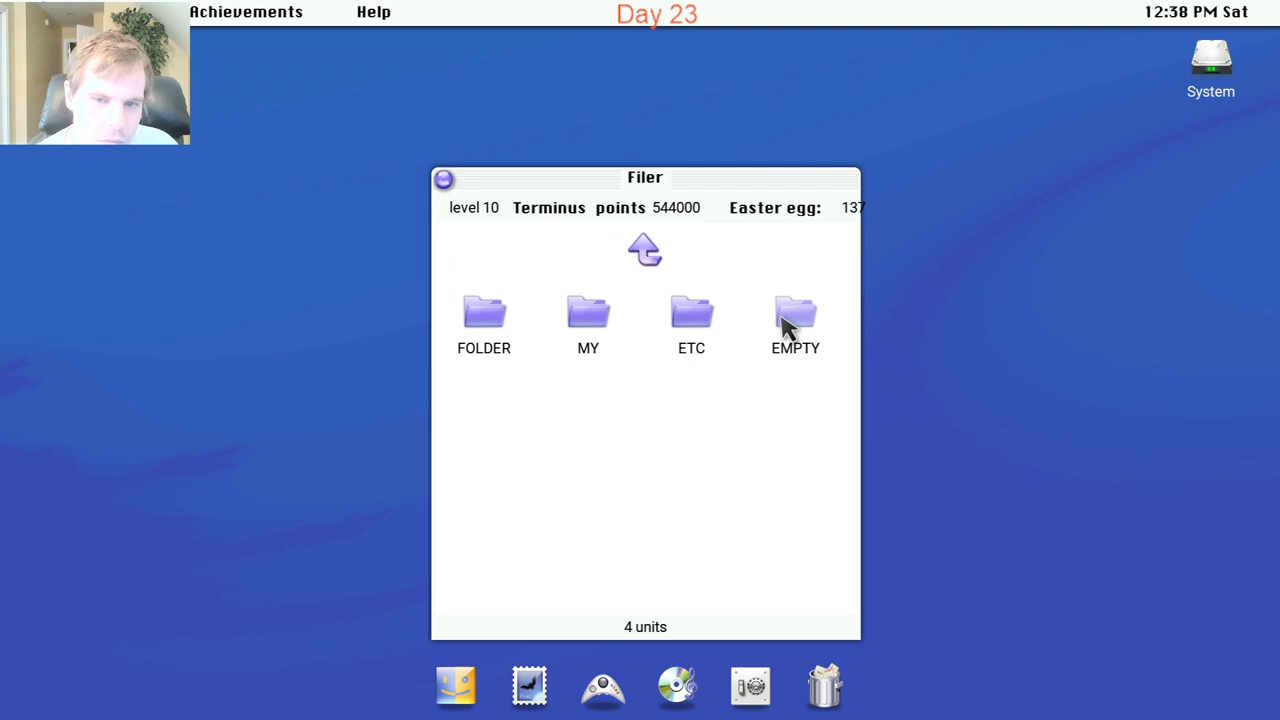 Achievements Help Day 23 12:38 PM Sat
System
Filer
level 10 Terminus points 544000 Easter egg: 137
FOLDER MY ETC EMPTY
4 units